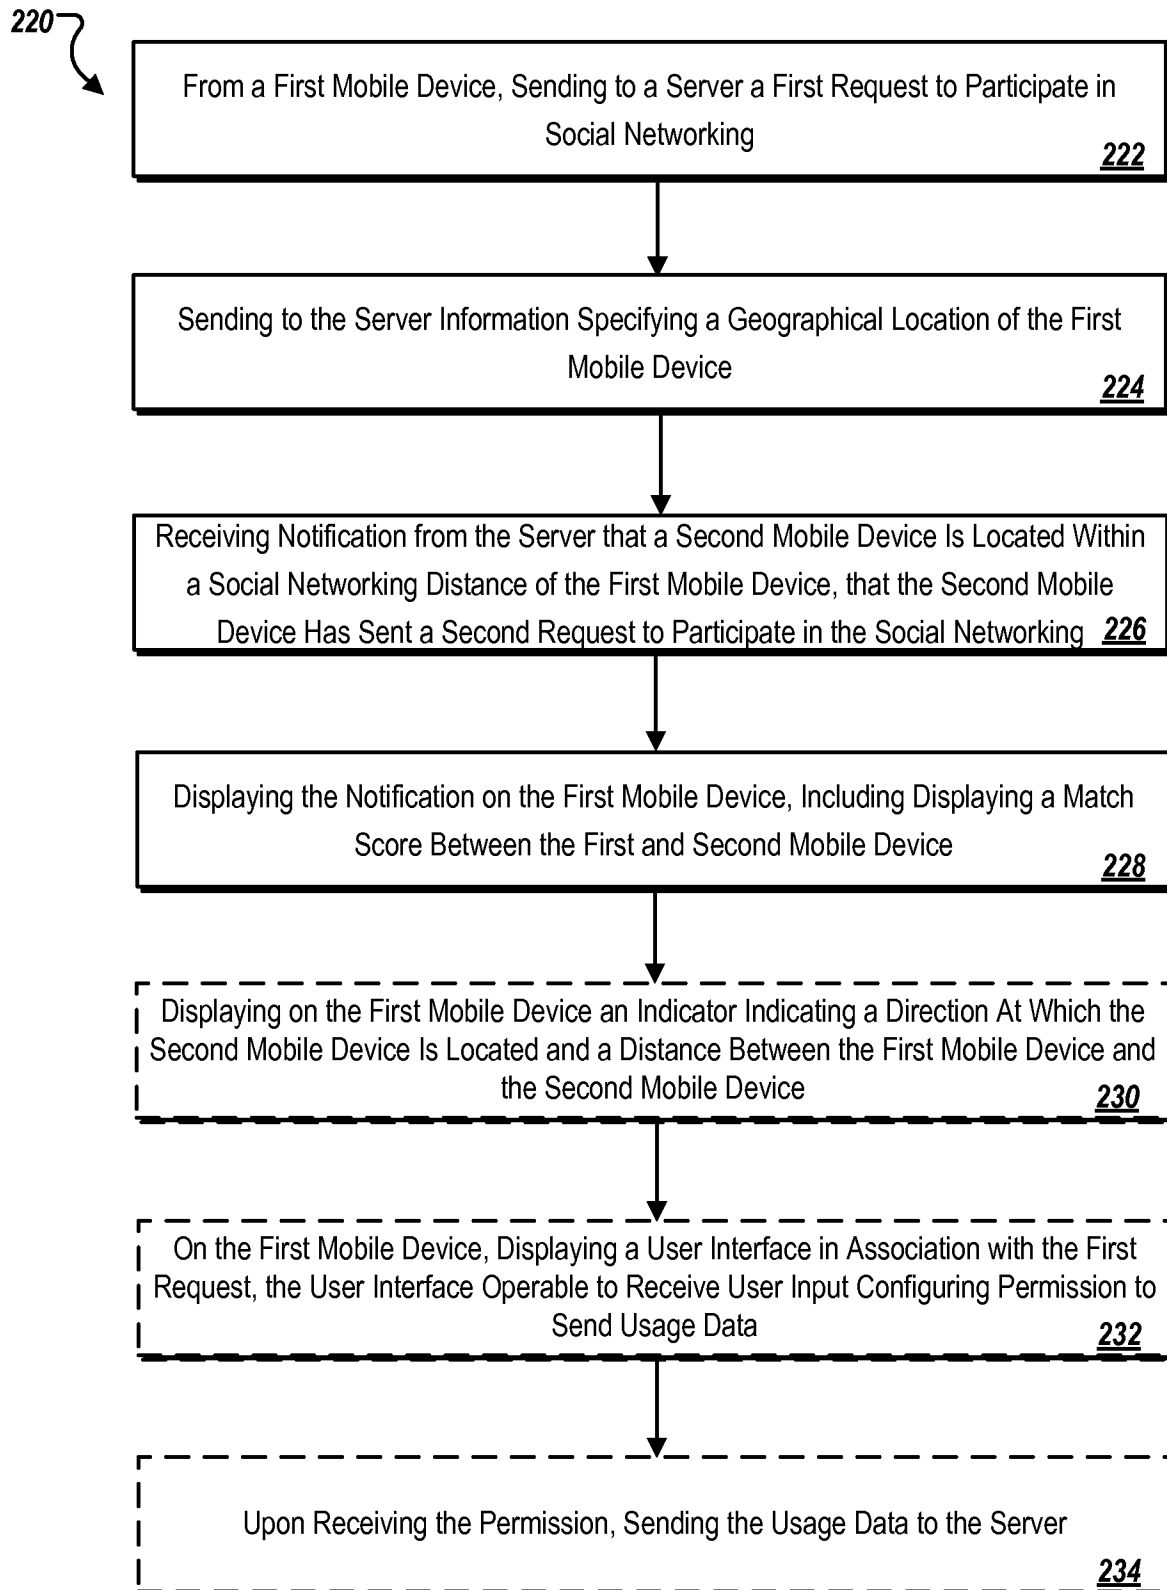 220
From a First Mobile Device, Sending to a Server a First Request to Participate in
Social Networking
222
Sending to the Server Information Specifying a Geographical Location of the First
Mobile Device
224
Receiving Notification from the Server that a Second Mobile Device Is Located Within
a Social Networking Distance of the First Mobile Device, that the Second Mobile
Device Has Sent a Second Request to Participate in the Social Networking 226
Displaying the Notification on the First Mobile Device, Including Displaying a Match
Score Between the First and Second Mobile Device
228
Displaying on the First Mobile Device an Indicator Indicating a Direction At Which the
Second Mobile Device Is Located and a Distance Between the First Mobile Device and
the Second Mobile Device
230
On the First Mobile Device, Displaying a User Interface in Association with the First
Request, the User Interface Operable to Receive User Input Configuring Permission to
Send Usage Data
232
Upon Receiving the Permission, Sending the Usage Data to the Server
234